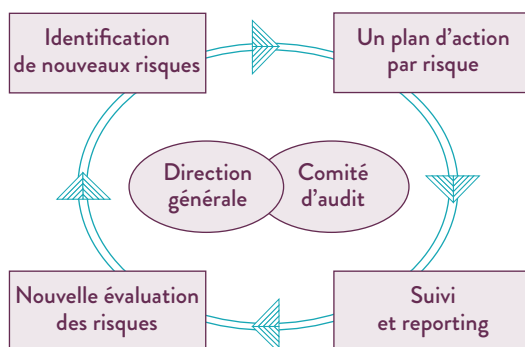 Identification
de nouveaux risques
Un plan d’action
par risque
Direction
générale
Comité
d’audit
Nouvelle évaluation
des risques
Suivi
et reporting